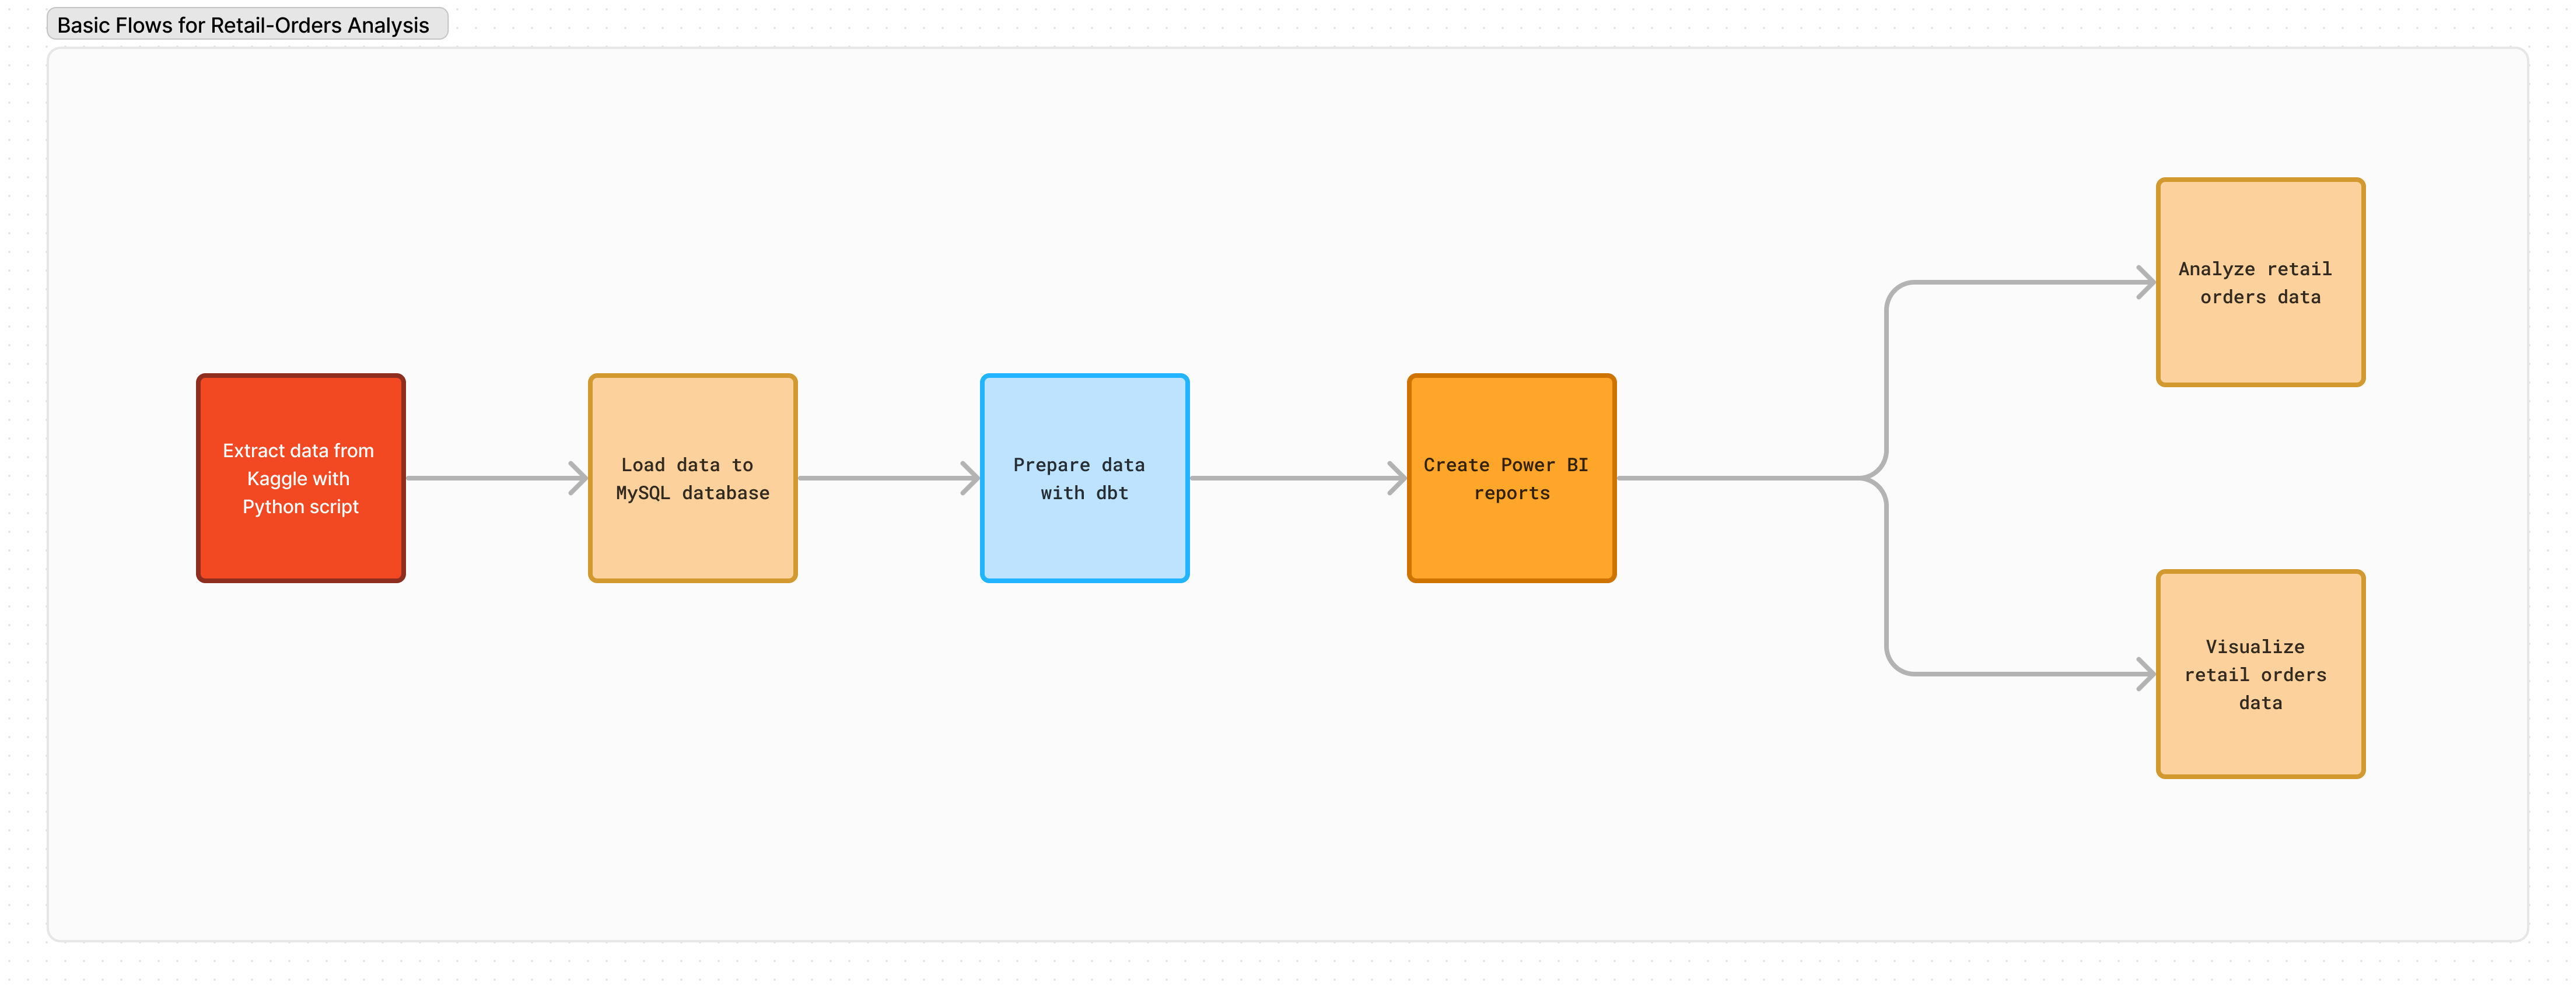 Basic Flows for Retail-Orders Analysis
Extract data from
Kaggle with
Python script
Load data to
MySQL database
Prepare data
with dbt
Create Power BI
reports
Analyze retail
orders data
Visualize
retail orders
data